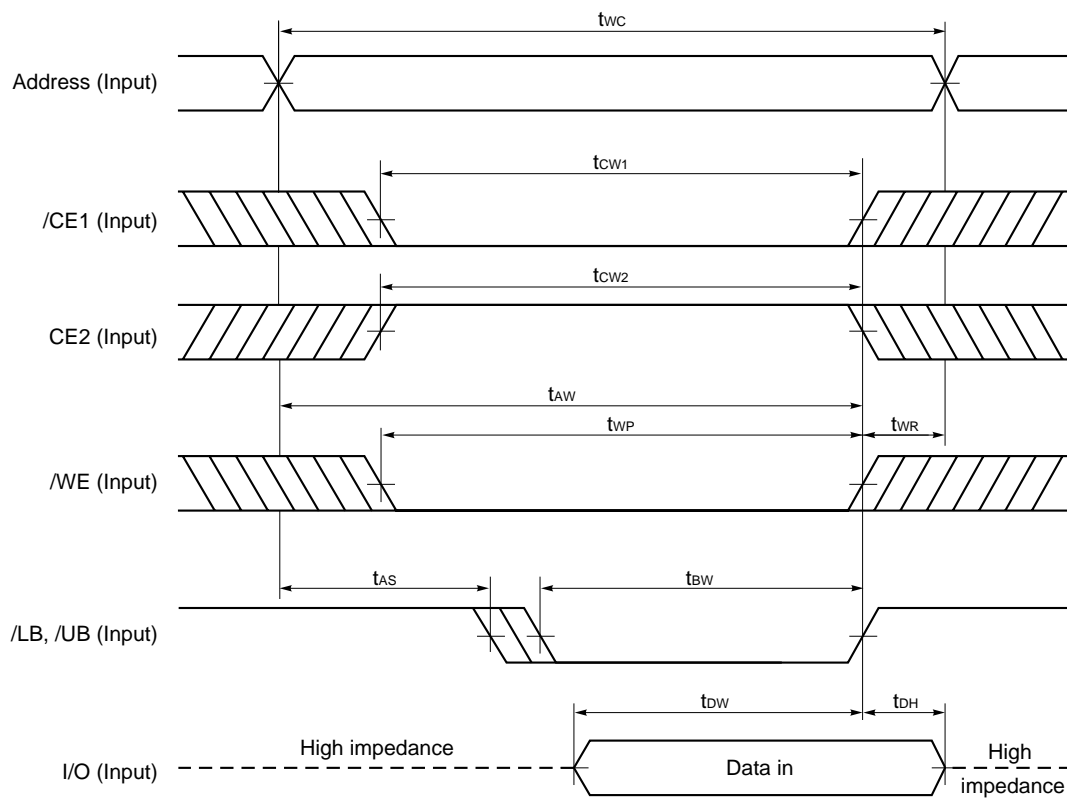 tWC
Address (Input)
tCW1
/CE1 (Input)
tCW2
CE2 (Input)
tAW
tWP
tWR
/WE (Input)
tAS
tBW
/LB, /UB (Input)
tDW
tDH
High impedance
Data in
High
impedance
I/O (Input)